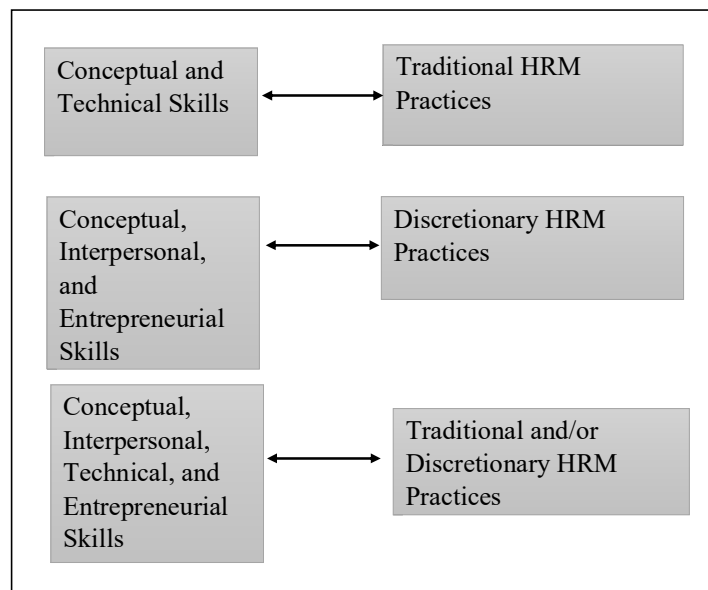 Conceptual and
Technical Skills
Traditional HRM
Practices
Conceptual,
Interpersonal,
and
Entrepreneurial
Skills
Discretionary HRM
Practices
Conceptual,
Interpersonal,
Technical, and
Entrepreneurial
Skills
Traditional and/or
Discretionary HRM
Practices